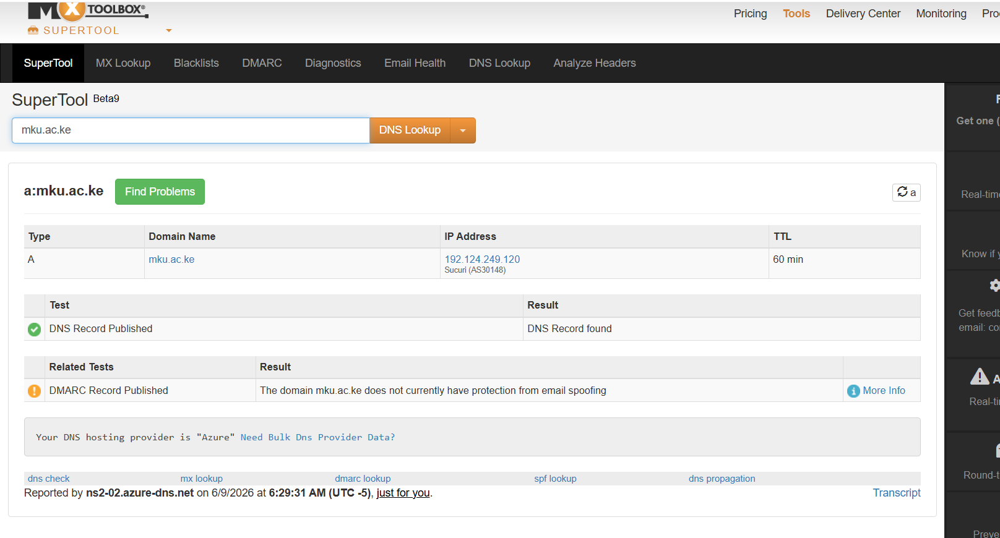 MX TOOLBOX®
SUPERTOOL
Pricing Tools Delivery Center Monitoring
SuperTool MX Lookup Blacklists DMARC Diagnostics Email Health DNS Lookup Analyze Headers
SuperTool Beta9
mku.ac.ke DNS Lookup
Get one (
a:mku.ac.ke Find Problems a
Type Domain Name IP Address TTL
A mku.ac.ke 192.124.249.120 60 min
Sucuri (AS30148)
Real-time
Test Result
DNS Record Published DNS Record found
Know if
Get feedb
email: co
Related Tests Result
DMARC Record Published The domain mku.ac.ke does not currently have protection from email spoofing More Info
Real-ti
Your DNS hosting provider is "Azure" Need Bulk Dns Provider Data?
dns check mx lookup dmarc lookup spf lookup dns propagation
Reported by ns2-02.azure-dns.net on 6/9/2026 at 6:29:31 AM (UTC -5), just for you. Transcript
Round-t
Preve